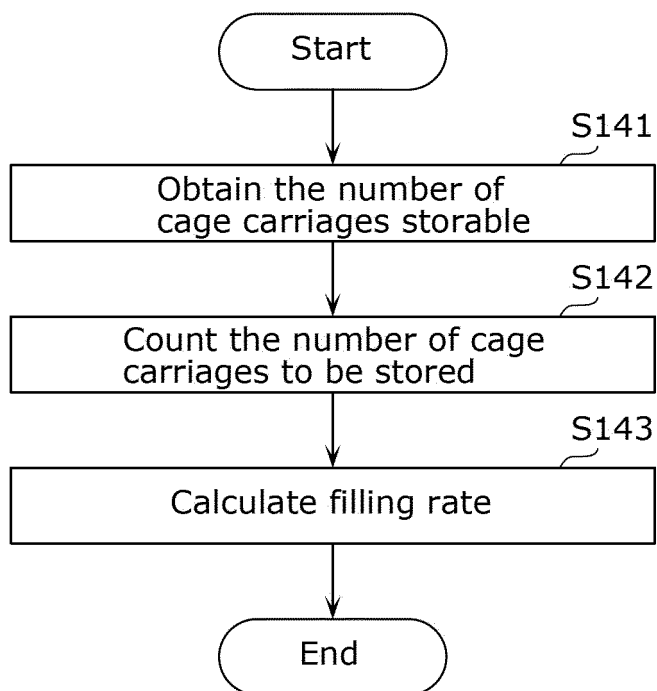 Start
S141
Obtain the number of
cage carriages storable
S142
Count the number of cage
carriages to be stored
S143
Calculate filling rate
End